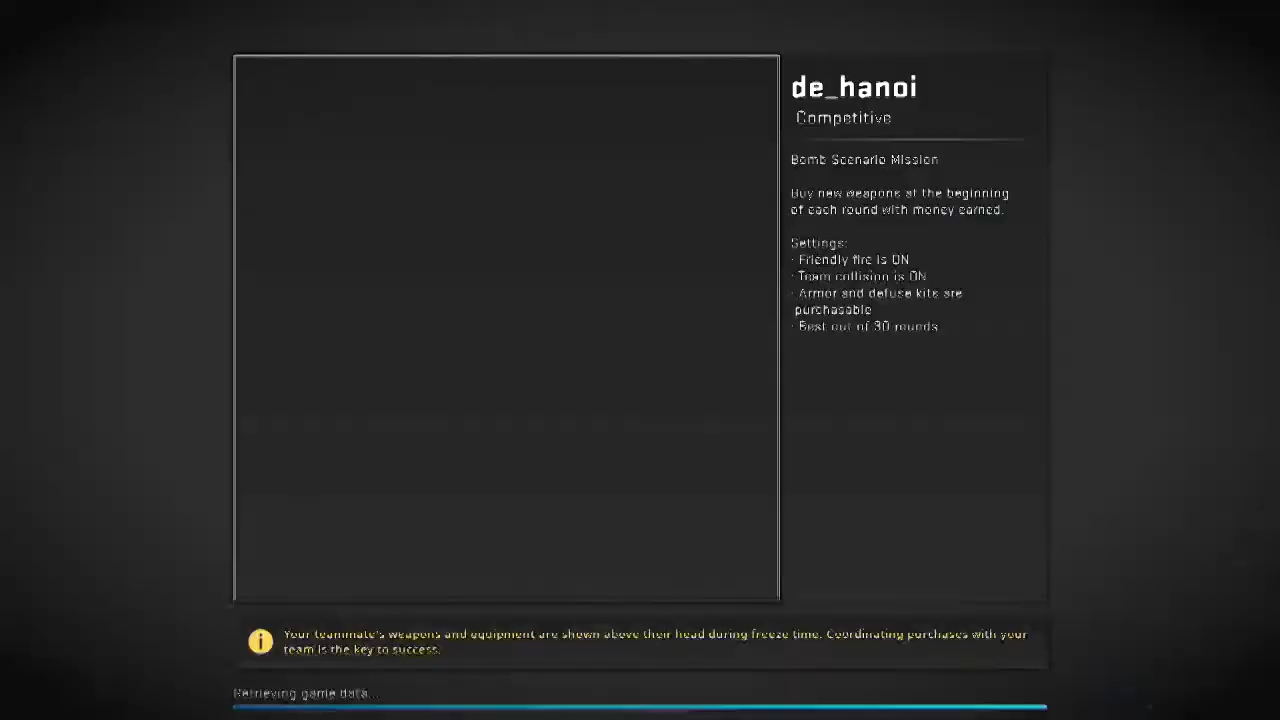 de_hanoi
Competitive
Bomb Scenario Mission
Buy new weapons at the beginning
of each round with money earned.
Settings:
· Friendly fire is ON
· Team collision is ON
· Armor and defuse kits are
purchasable
· Best out of 30 rounds
Your teammate's weapons and equipment are shown above their head during freeze time. Coordinating purchases with your
team is the key to success.
Retrieving game data...